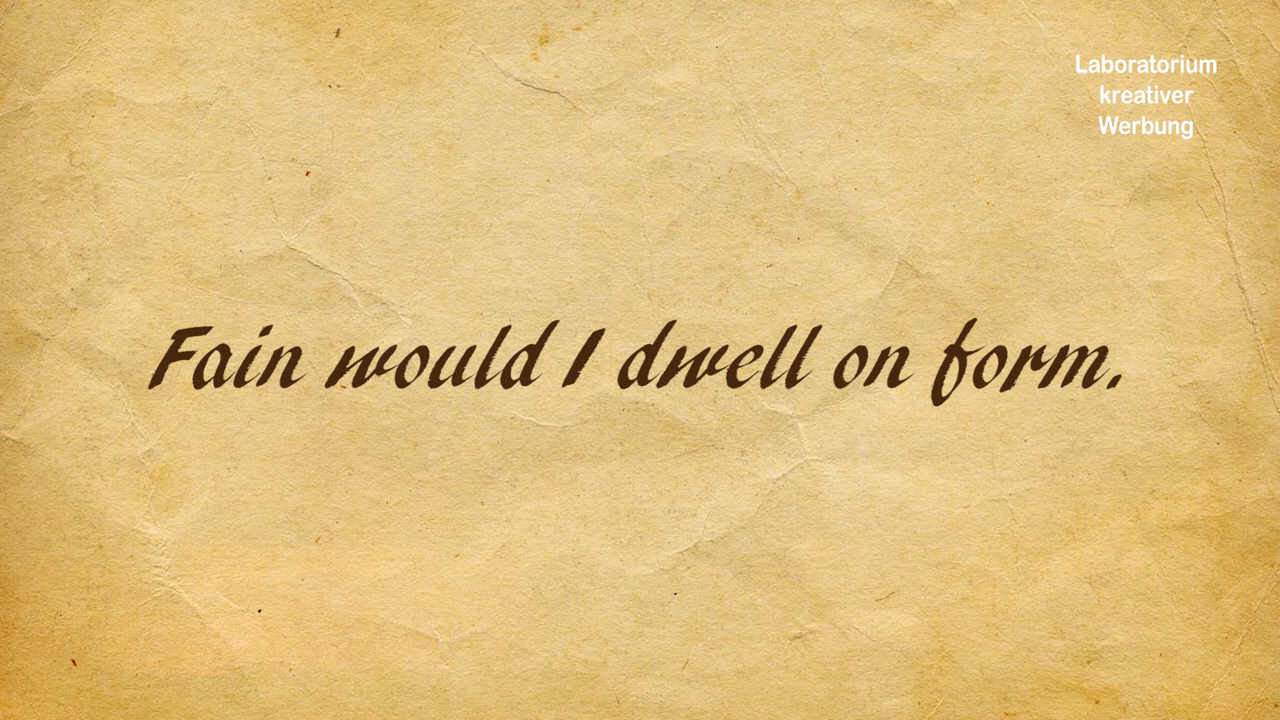 Laboratorium
kreativer
Werbung
Fain would I dwell on form.